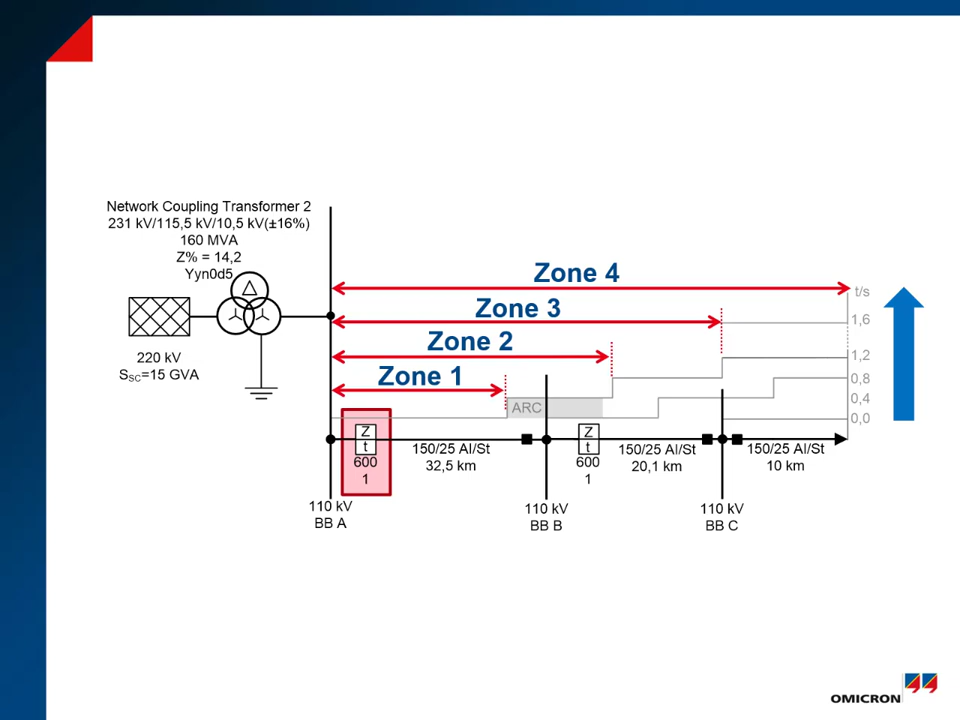 Network Coupling Transformer 2
231 kV/115,5 kV/10,5 kV(±16%)
160 MVA
Z% = 14,2
Yyn0d5
220 kV
SSC=15 GVA
Zone 4
Zone 3
Zone 2
Zone 1
t/s
1,6
1,2
0,8
0,4
0,0
ARC
Z
t
600
1
150/25 Al/St
32,5 km
Z
t
600
1
150/25 Al/St
20,1 km
150/25 Al/St
10 km
110 kV
BB A
110 kV
BB B
110 kV
BB C
OMICRON